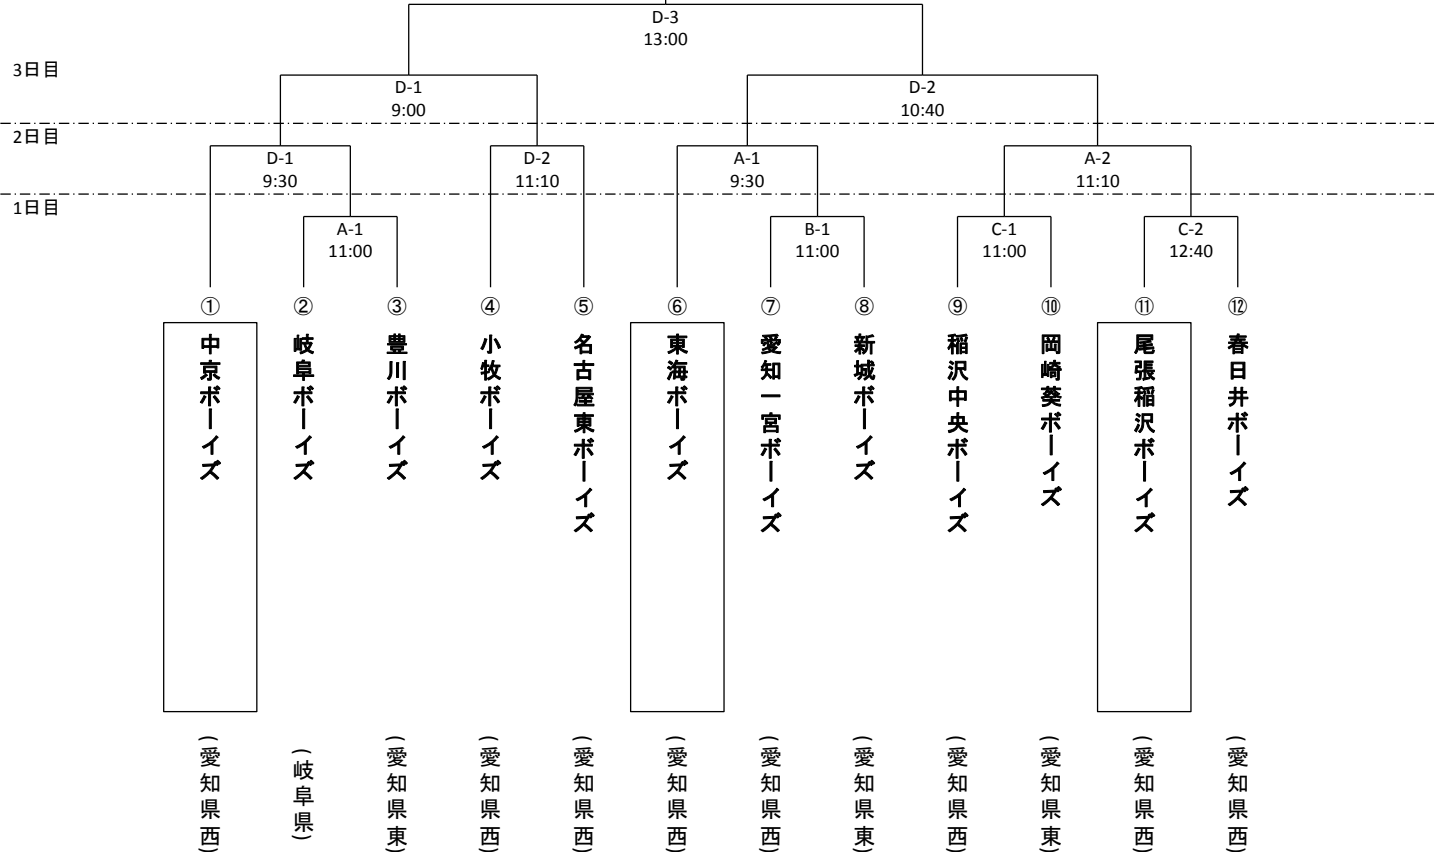 D-3
13:00
3日目
D-1
9:00
D-2
10:40
2日目
D-1
9:30
D-2
11:10
A-1
9:30
A-2
11:10
1日目
A-1
11:00
B-1
11:00
C-1
11:00
C-2
12:40
① ② ③ ④ ⑤ ⑥ ⑦ ⑧ ⑨ ⑩ ⑪ ⑫
中京ボーイズ
岐阜ボーイズ
豊川ボーイズ
小牧ボーイズ
名古屋東ボーイズ
東海ボーイズ
愛知一宮ボーイズ
新城ボーイズ
稲沢中央ボーイズ
岡崎葵ボーイズ
尾張稲沢ボーイズ
春日井ボーイズ
(愛知県西)
(岐阜県)
(愛知県東)
(愛知県西)
(愛知県西)
(愛知県西)
(愛知県西)
(愛知県東)
(愛知県西)
(愛知県東)
(愛知県西)
(愛知県西)